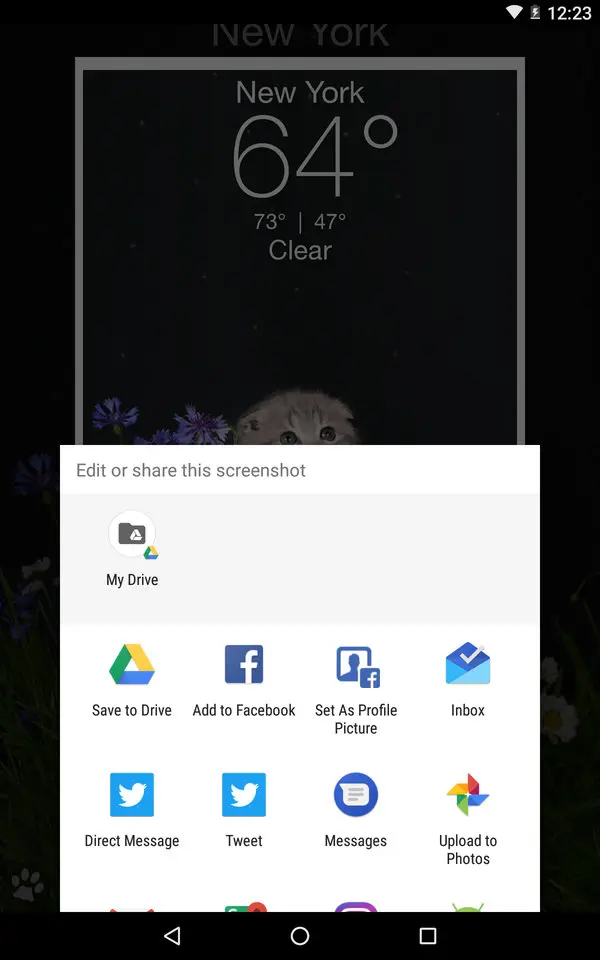 12:23
New York
New York
64°
73° | 47°
Clear
Edit or share this screenshot
My Drive
Save to Drive
Add to Facebook
Set As Profile
Picture
Inbox
Direct Message
Tweet
Messages
Upload to
Photos